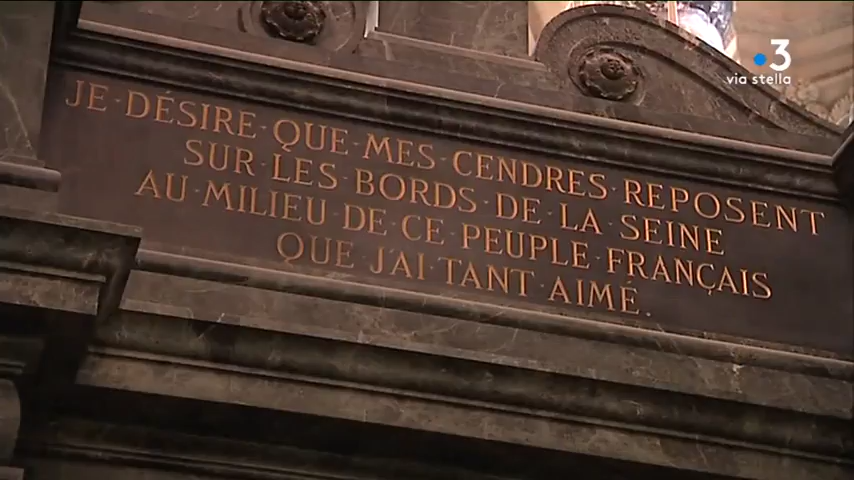 3
via stella
JE·DÉSIRE·QUE·MES·CENDRES·REPOSENT
SUR·LES·BORDS·DE·LA·SEINE
AU·MILIEU·DE·CE·PEUPLE·FRANÇAIS
QUE·J'AI·TANT·AIMÉ.